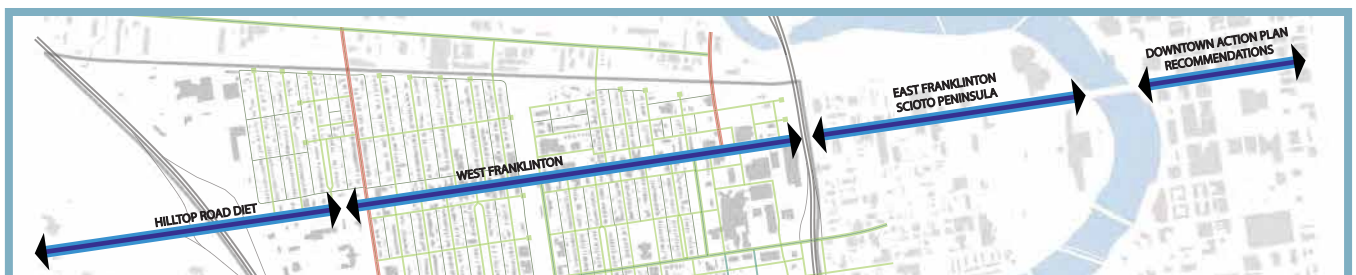 HILLTOP ROAD DIET
WEST FRANKLINTON
EAST FRANKLINTON
SCIOTO PENINSULA
DOWNTOWN ACTION PLAN
RECOMMENDATIONS